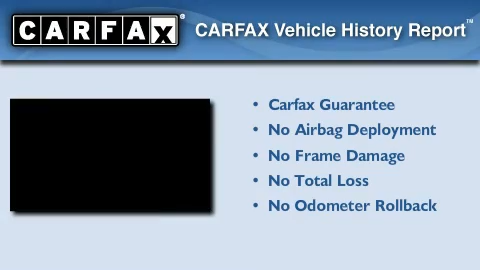 CARFAX® CARFAX Vehicle History Report™
• Carfax Guarantee
• No Airbag Deployment
• No Frame Damage
• No Total Loss
• No Odometer Rollback